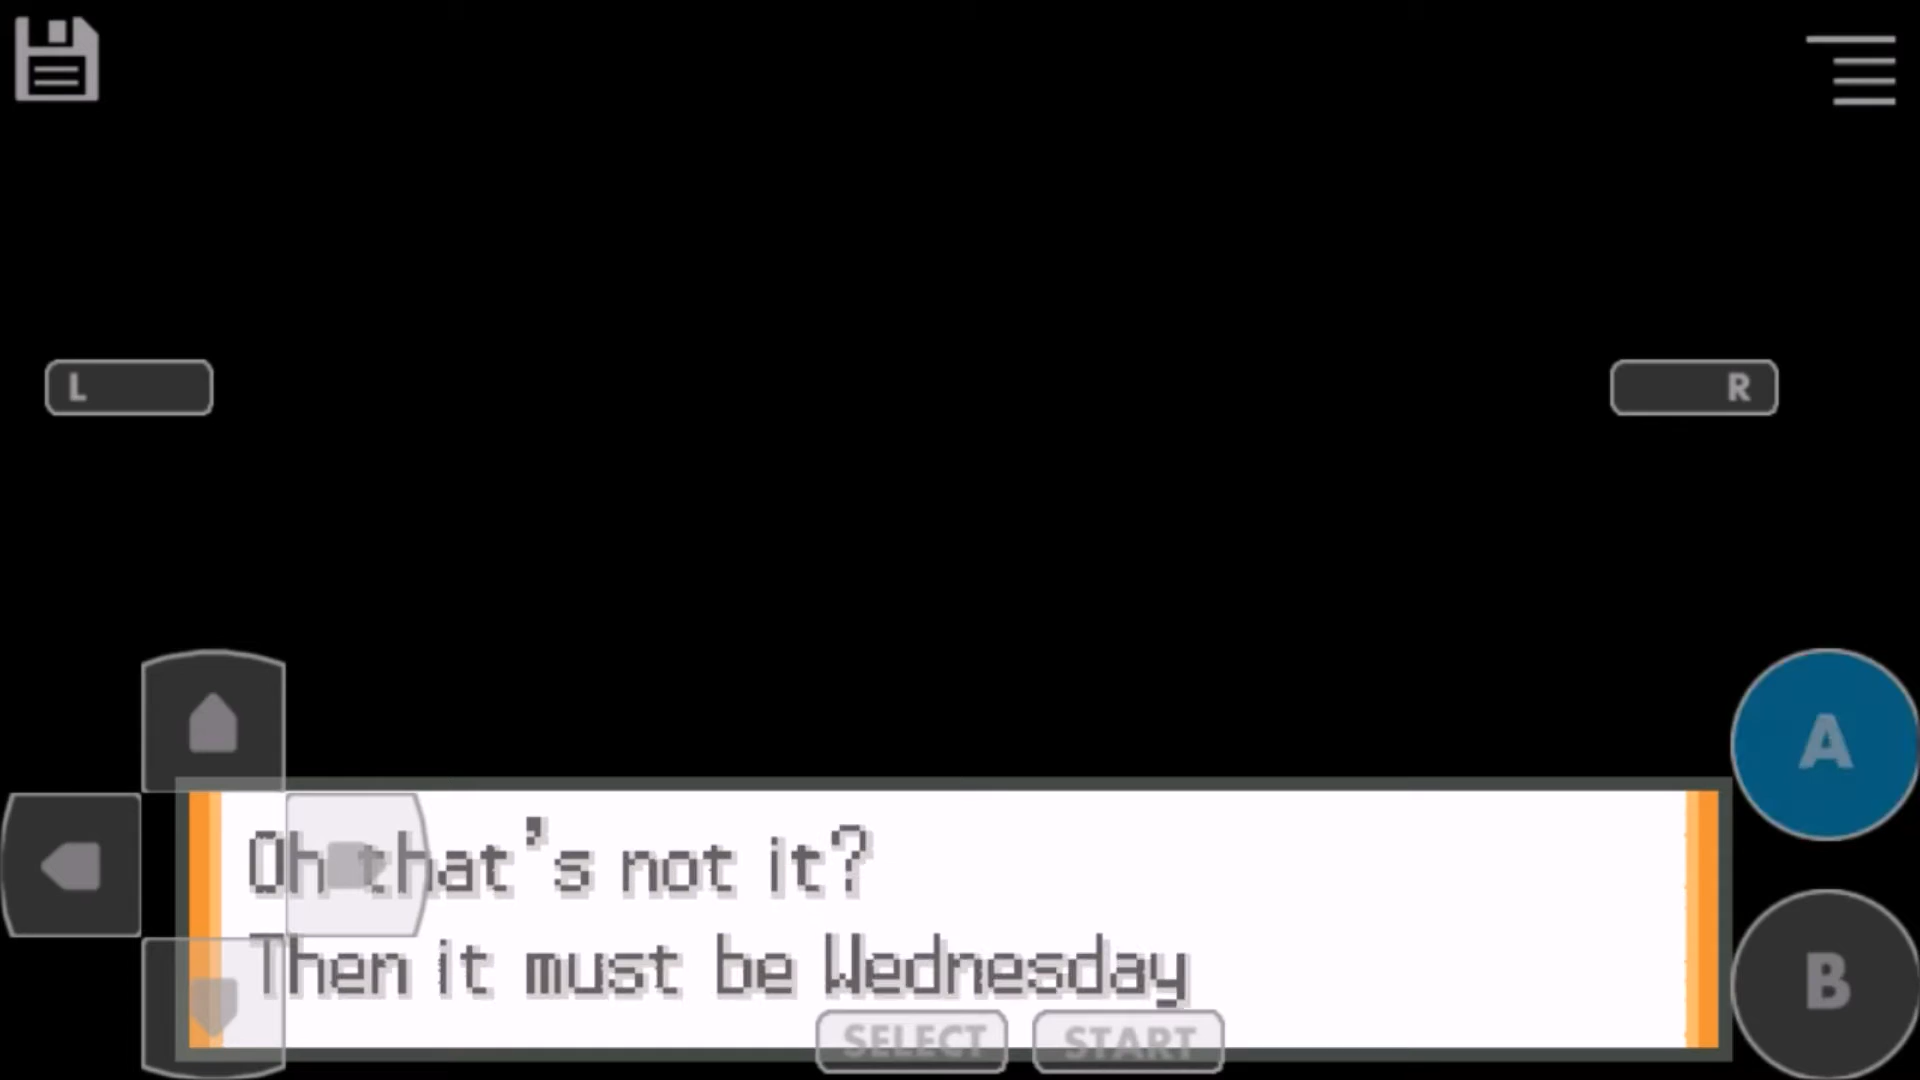 L
R
A
Oh that's not it?
Then it must be Wednesday
B
SELECT
START